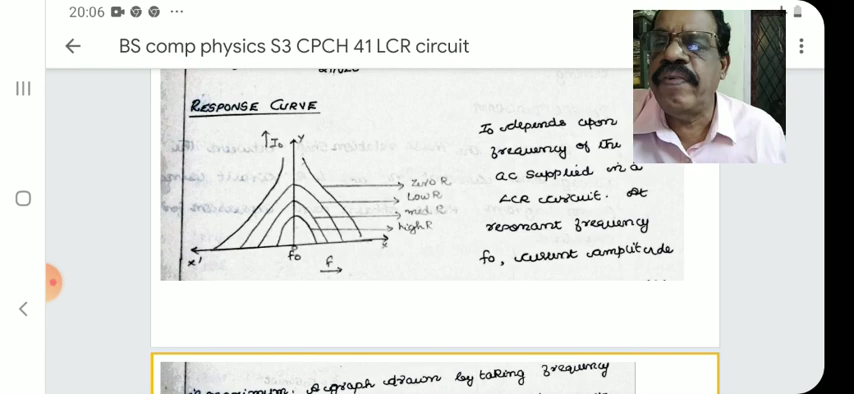 20:06
BS comp physics S3 CPCH 41 LCR circuit
RESPONSE CURVE
↑I₀ Y
zero R
Low R
med R
high R
x' f₀ x
f
I₀ depends upon
frequency of the
ac supplied in a
LCR circuit. At
resonant frequency
f₀, current amplitude
graph drawn by taking frequency